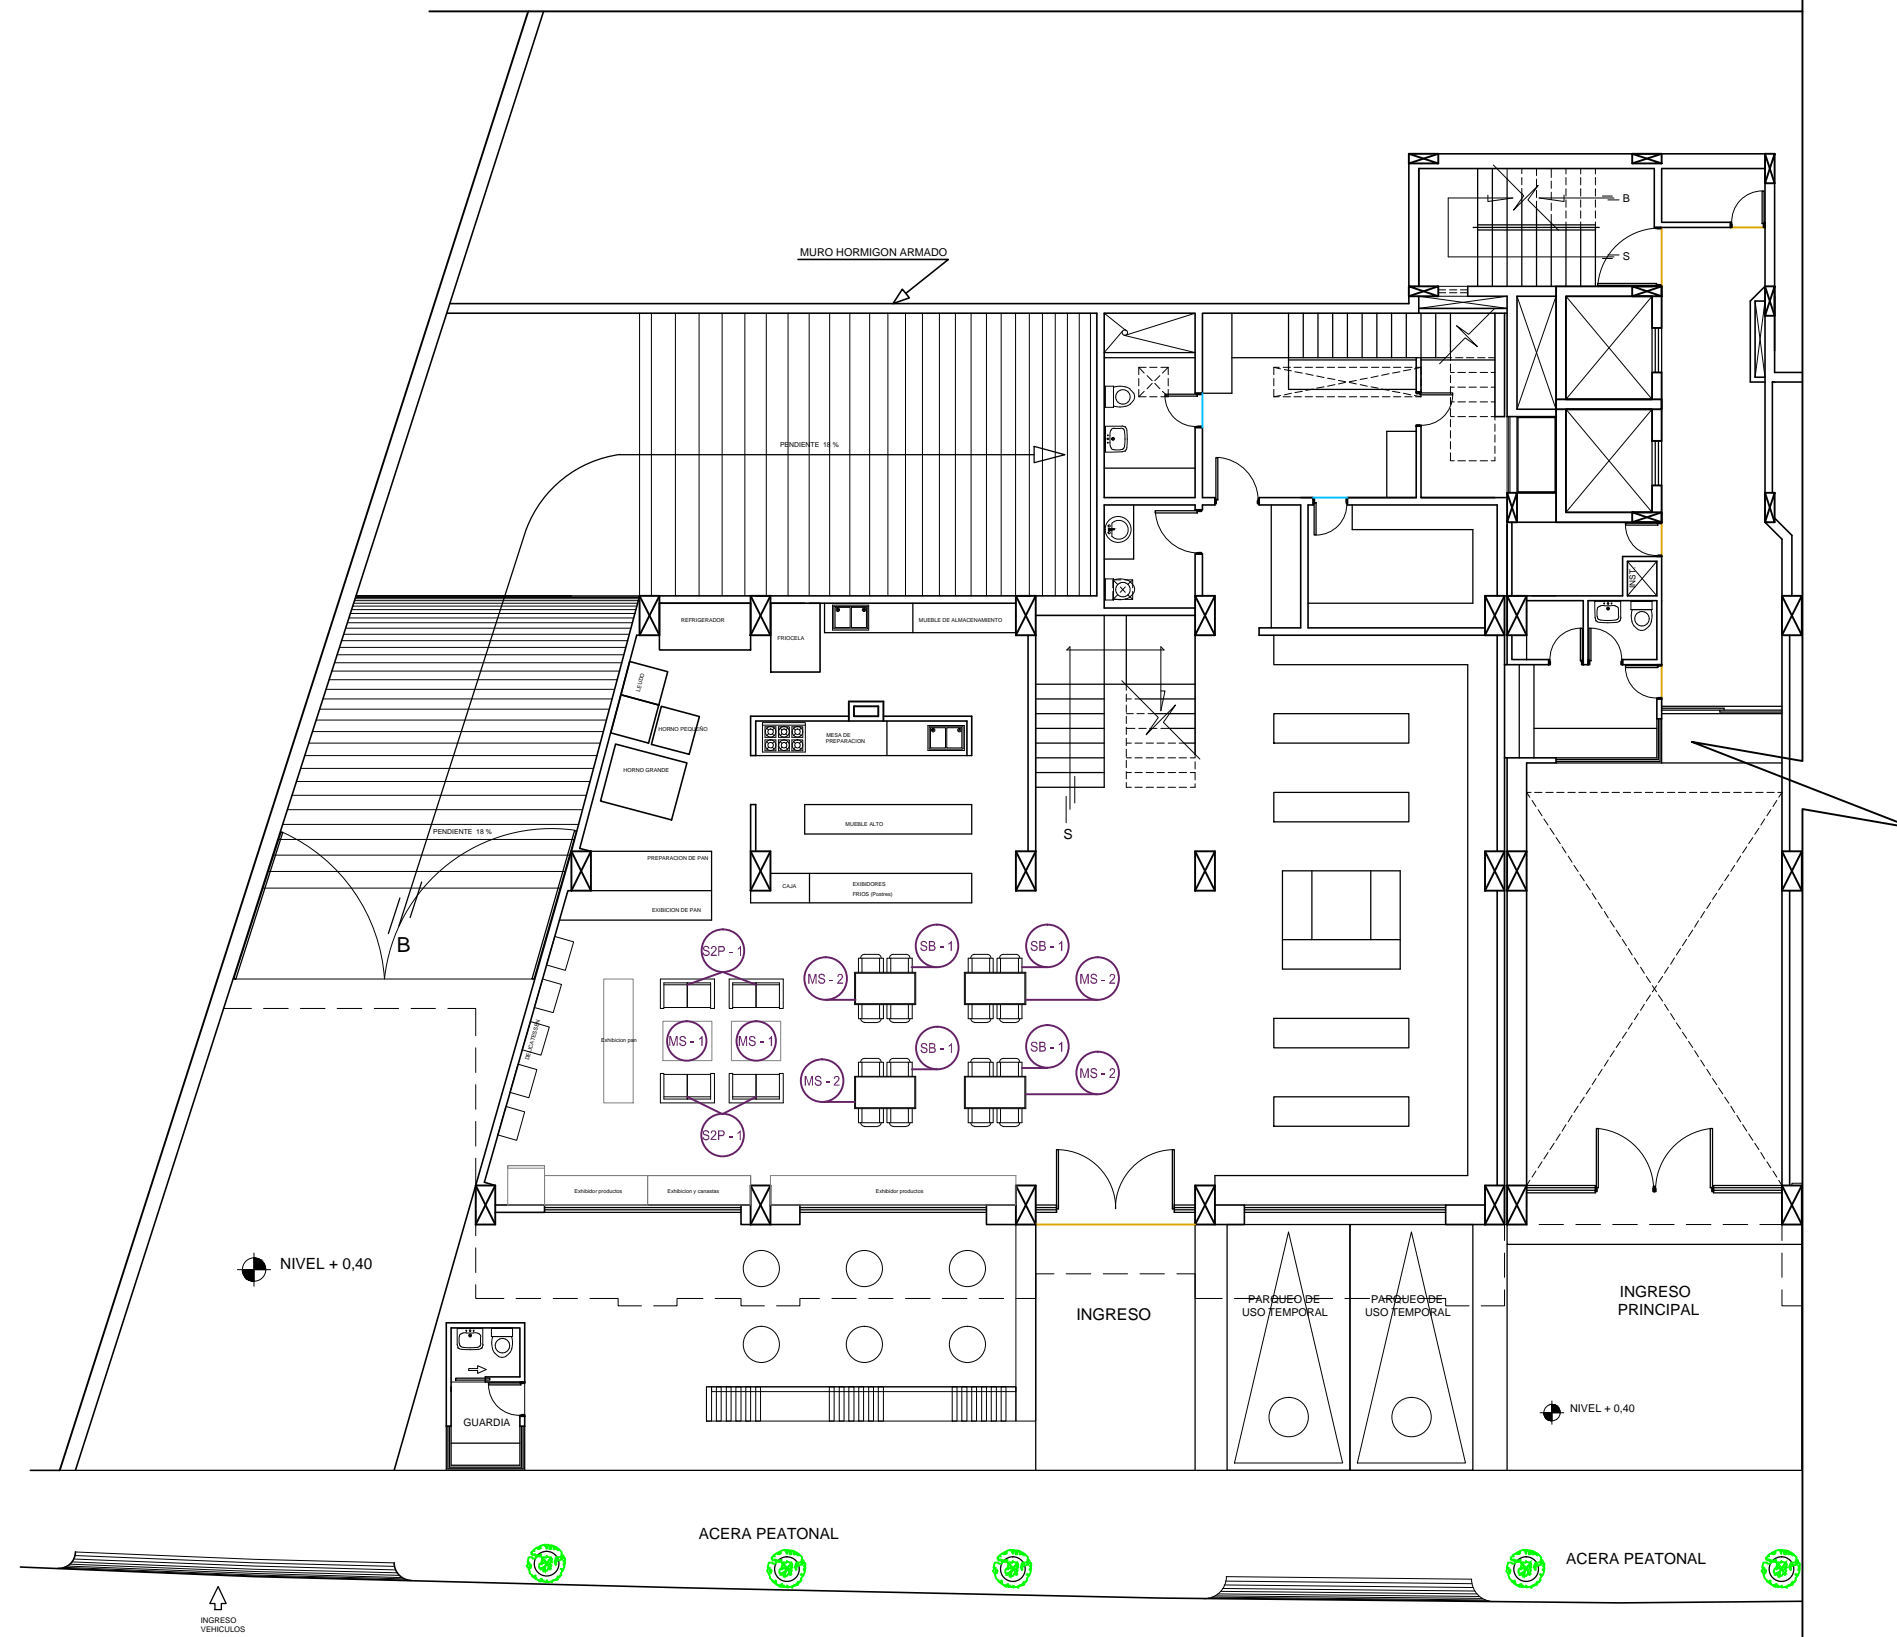 B
MURO HORMIGON ARMADO
S
PENDIENTE 18 %
INST.
REFRIGERADOR
FRIOCELA
MUEBLE DE ALMACENAMIENTO
LEUDO
HORNO PEQUEÑO
MESA DE
PREPARACION
HORNO GRANDE
MUEBLE ALTO
PENDIENTE 18 %
S
PREPARACION DE PAN
CAJA
EXIBIDORES
FRIOS (Postres)
EXIBICION DE PAN
B
S2P - 1
SB - 1
SB - 1
MS - 2
MS - 2
DELICATESSEN
Exhibicion pan
MS - 1
MS - 1
SB - 1
SB - 1
MS - 2
MS - 2
S2P - 1
Exhibidor productos
Exhibicion y canastas
Exhibidor productos
NIVEL + 0,40
INGRESO
PARQUEO DE
USO TEMPORAL
PARQUEO DE
USO TEMPORAL
INGRESO
PRINCIPAL
GUARDIA
NIVEL + 0,40
ACERA PEATONAL
ACERA PEATONAL
INGRESO
VEHICULOS